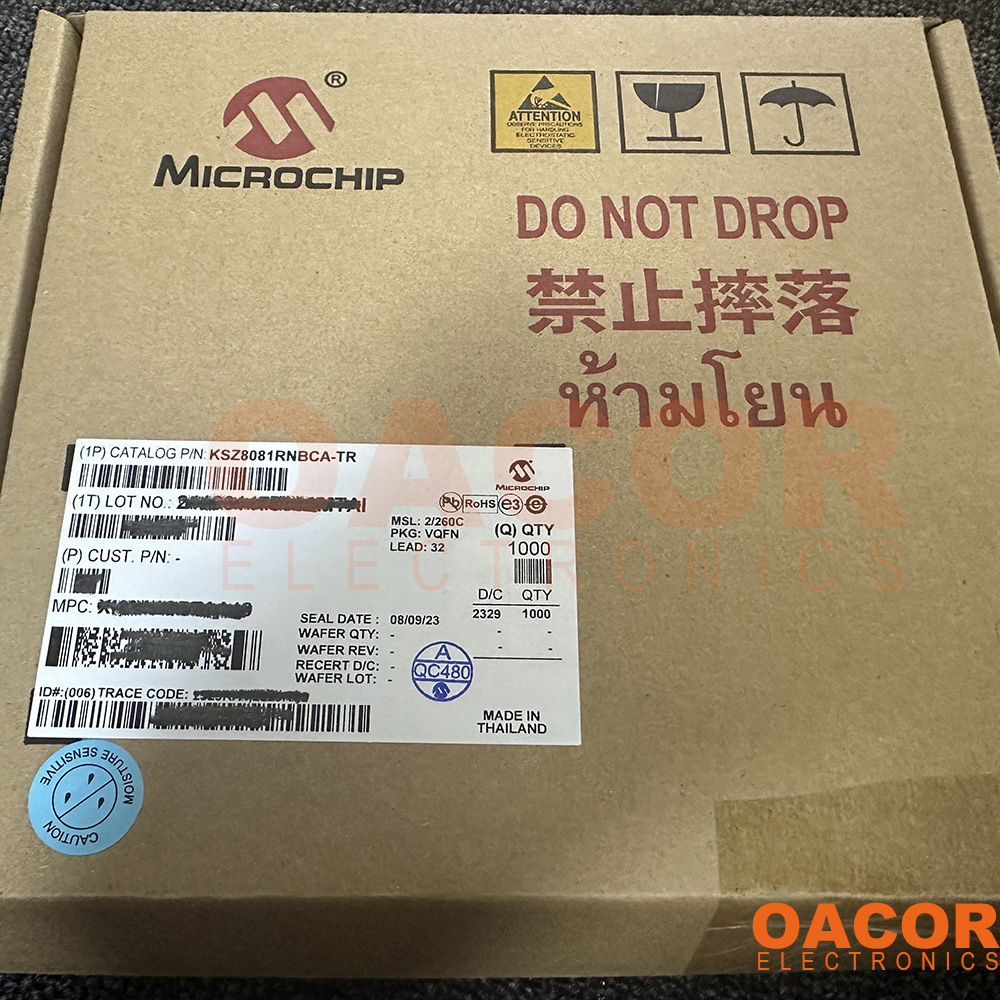 ®
MICROCHIP
ATTENTION
OBSERVE PRECAUTIONS
FOR HANDLING
ELECTROSTATIC
SENSITIVE
DEVICES
DO NOT DROP
禁止摔落
ห้ามโยน
OACOR
ELECTRONICS
(1P) CATALOG P/N: KSZ8081RNBCA-TR
MICROCHIP
(1T) LOT NO.:
Pb RoHS e3 e
MSL: 2/260C
PKG: VQFN
LEAD: 32
(Q) QTY
1000
(P) CUST. P/N: -
MPC:
D/C QTY
2329 1000
- -
- -
SEAL DATE : 08/09/23
WAFER QTY: -
WAFER REV: -
RECERT D/C: -
WAFER LOT: -
A
QC480
ID#:(006) TRACE CODE:
MADE IN
THAILAND
MOISTURE SENSITIVE
CAUTION
OACOR
ELECTRONICS